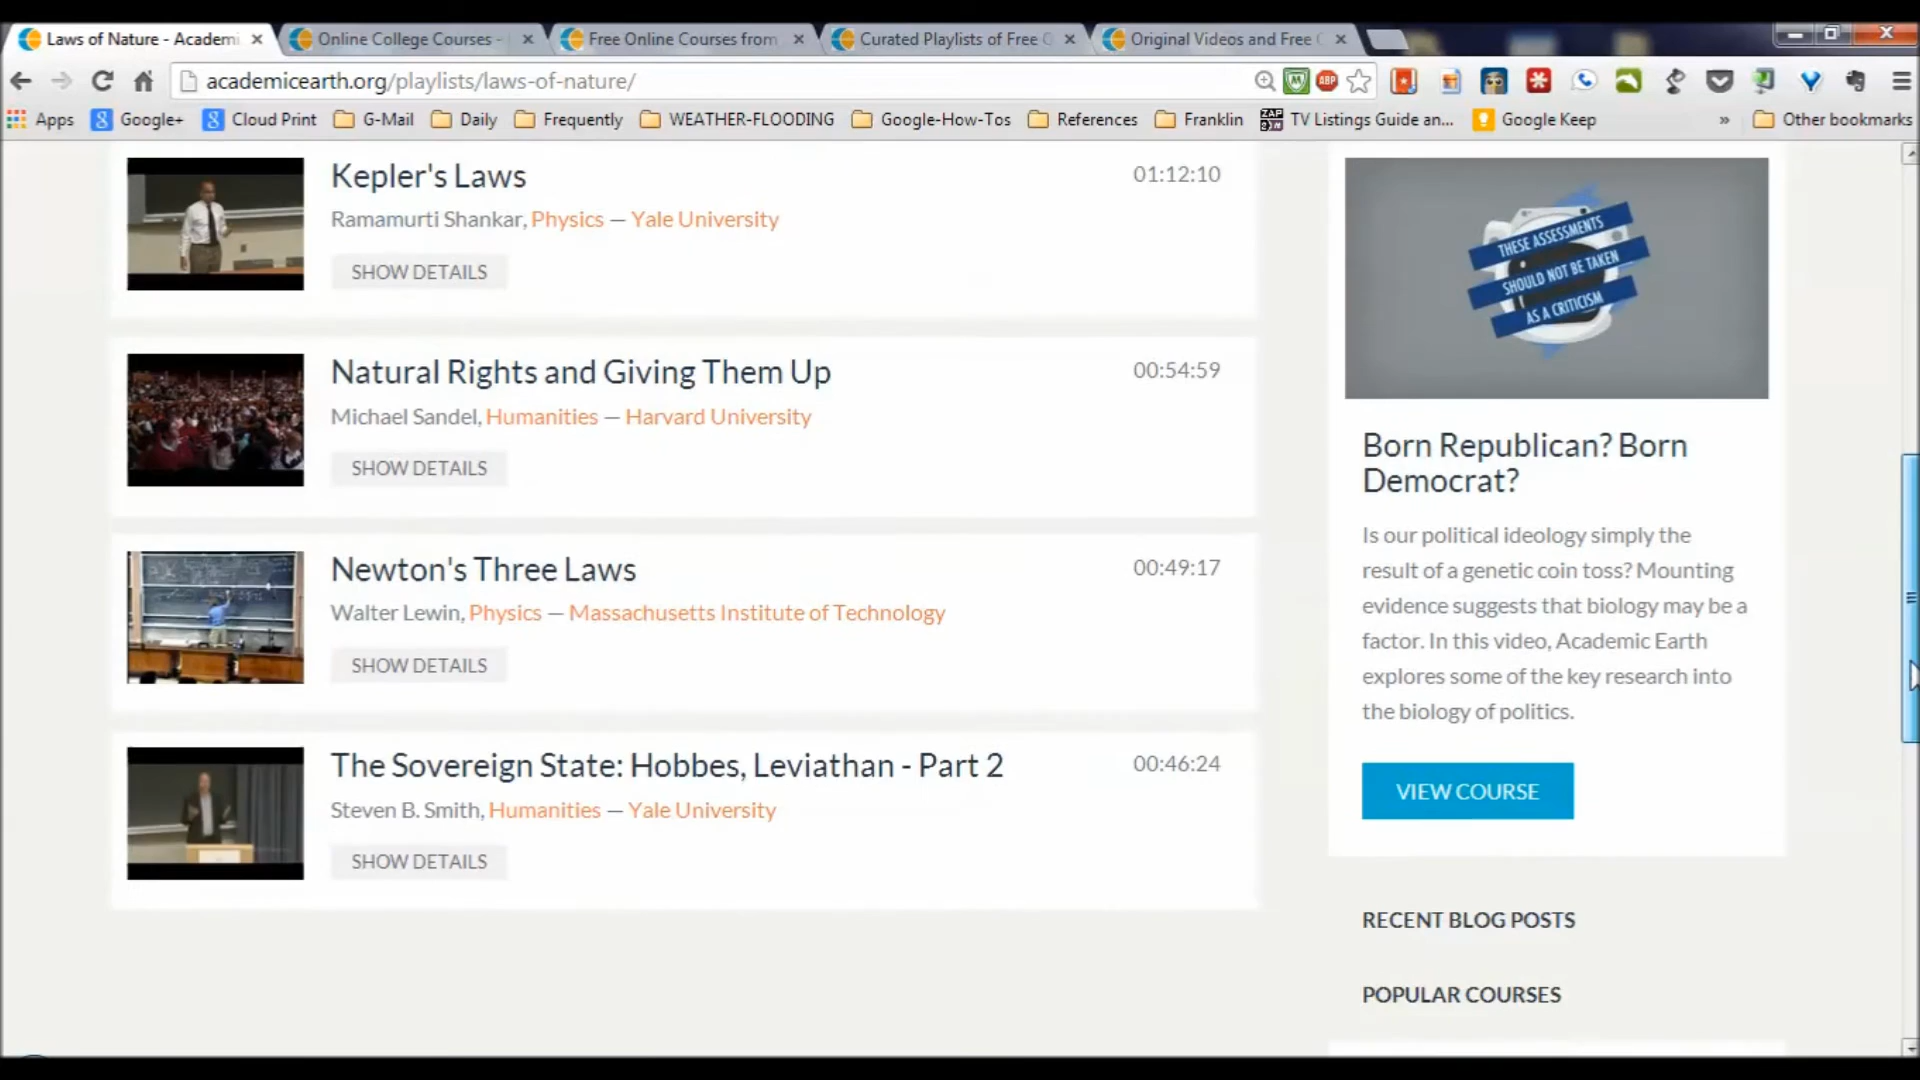 Laws of Nature - Academi
Online College Courses -
Free Online Courses from
Curated Playlists of Free O
Original Videos and Free C
academicearth.org/playlists/laws-of-nature/
ABP
Apps
Google+
Cloud Print
G-Mail
Daily
Frequently
WEATHER-FLOODING
Google-How-Tos
References
Franklin
TV Listings Guide an...
Google Keep
»
Other bookmarks
Kepler's Laws
01:12:10
Ramamurti Shankar, Physics — Yale University
SHOW DETAILS
Natural Rights and Giving Them Up
00:54:59
Michael Sandel, Humanities — Harvard University
SHOW DETAILS
Newton's Three Laws
00:49:17
Walter Lewin, Physics — Massachusetts Institute of Technology
SHOW DETAILS
The Sovereign State: Hobbes, Leviathan - Part 2
00:46:24
Steven B. Smith, Humanities — Yale University
SHOW DETAILS
THESE ASSESSMENTS
SHOULD NOT BE TAKEN
AS A CRITICISM
Born Republican? Born
Democrat?
Is our political ideology simply the
result of a genetic coin toss? Mounting
evidence suggests that biology may be a
factor. In this video, Academic Earth
explores some of the key research into
the biology of politics.
VIEW COURSE
RECENT BLOG POSTS
POPULAR COURSES